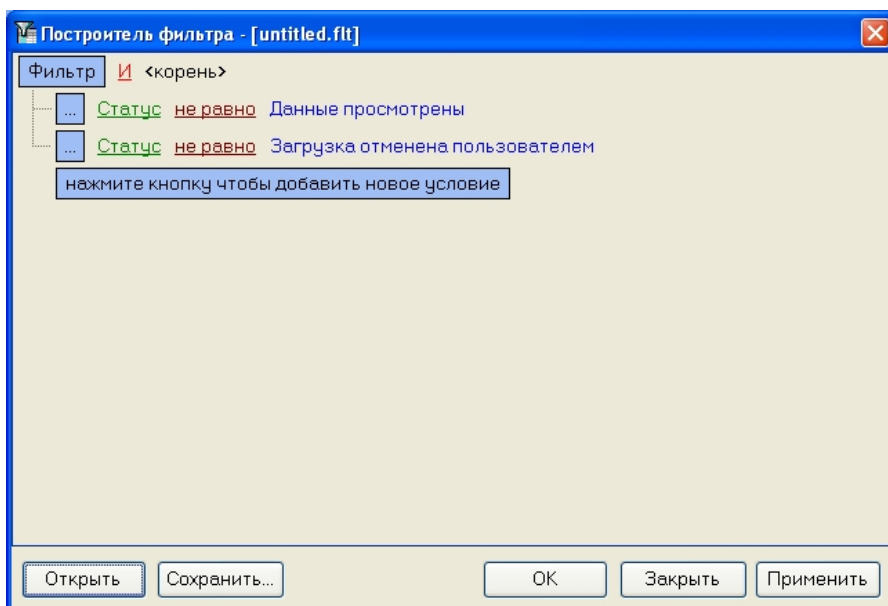 Построитель фильтра - [untitled.flt]
Фильтр И <корень>
... Статус не равно Данные просмотрены
... Статус не равно Загрузка отменена пользователем
нажмите кнопку чтобы добавить новое условие
Открыть Сохранить... ОК Закрыть Применить